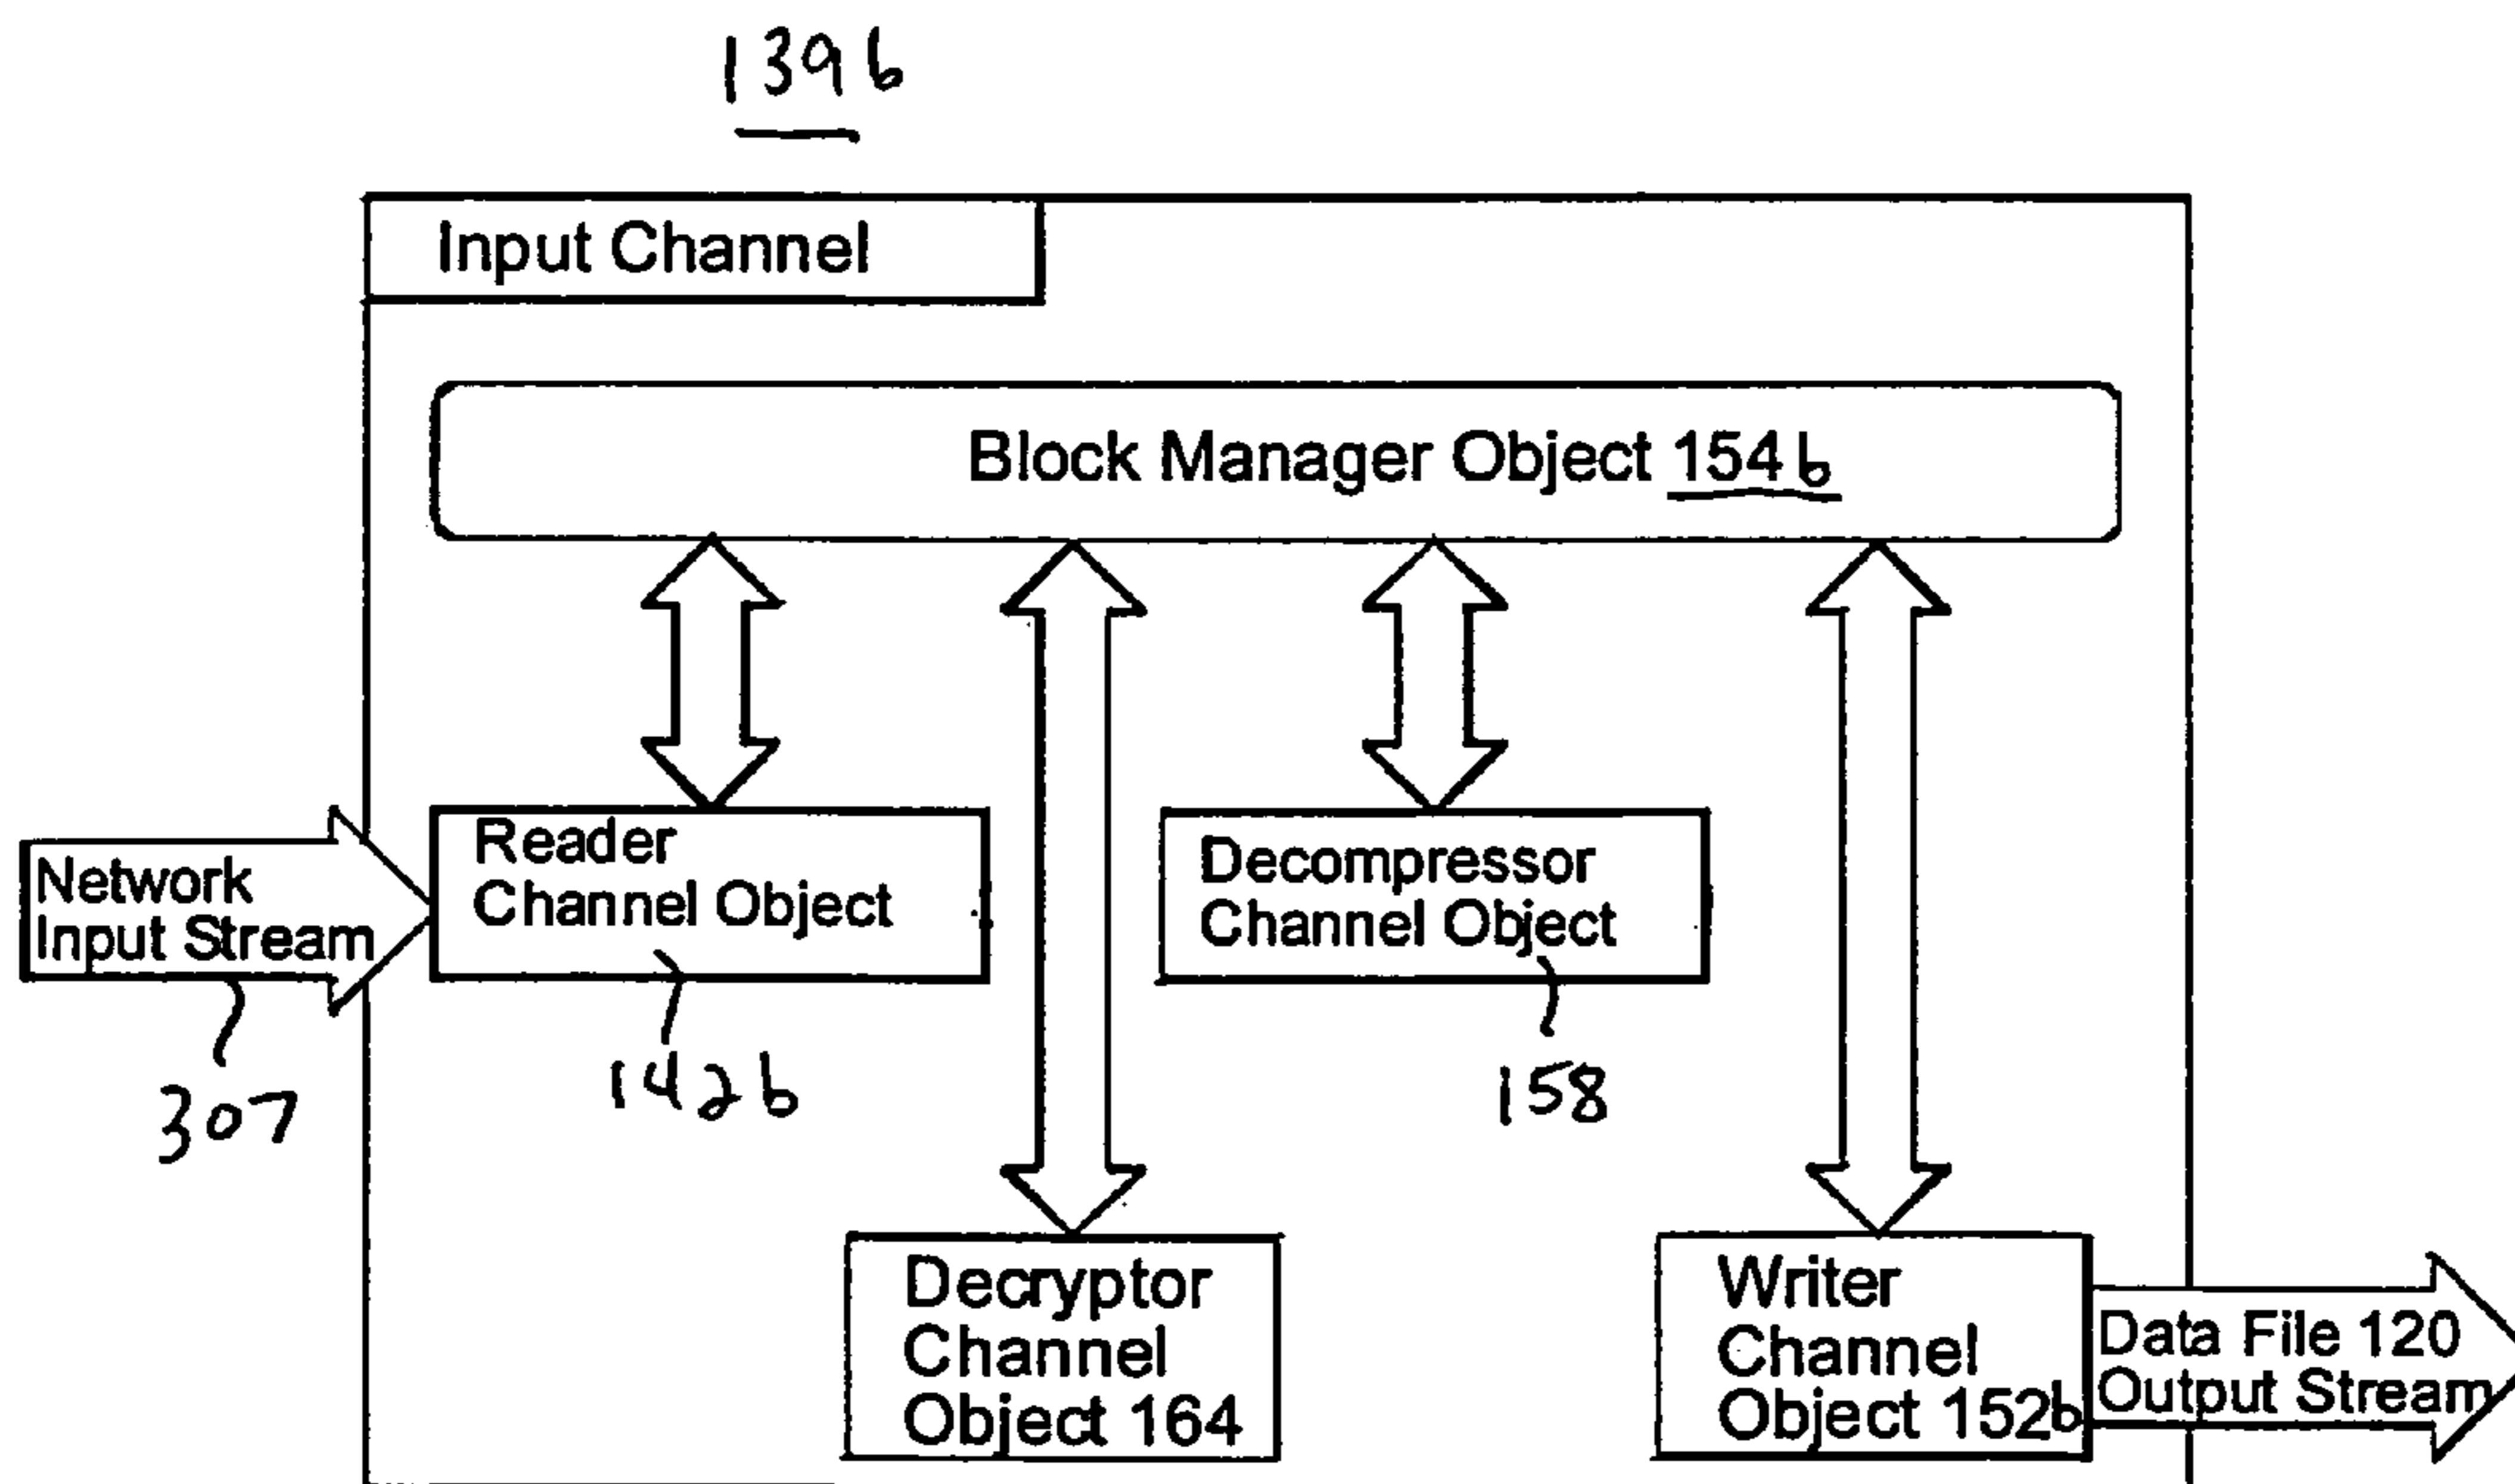 139b
Input Channel
Block Manager Object 154b
Reader
Channel Object
Decompressor
Channel Object
Network
Input Stream
307
142b
158
Decryptor
Channel
Object 164
Writer
Channel
Object 152b
Data File 120
Output Stream